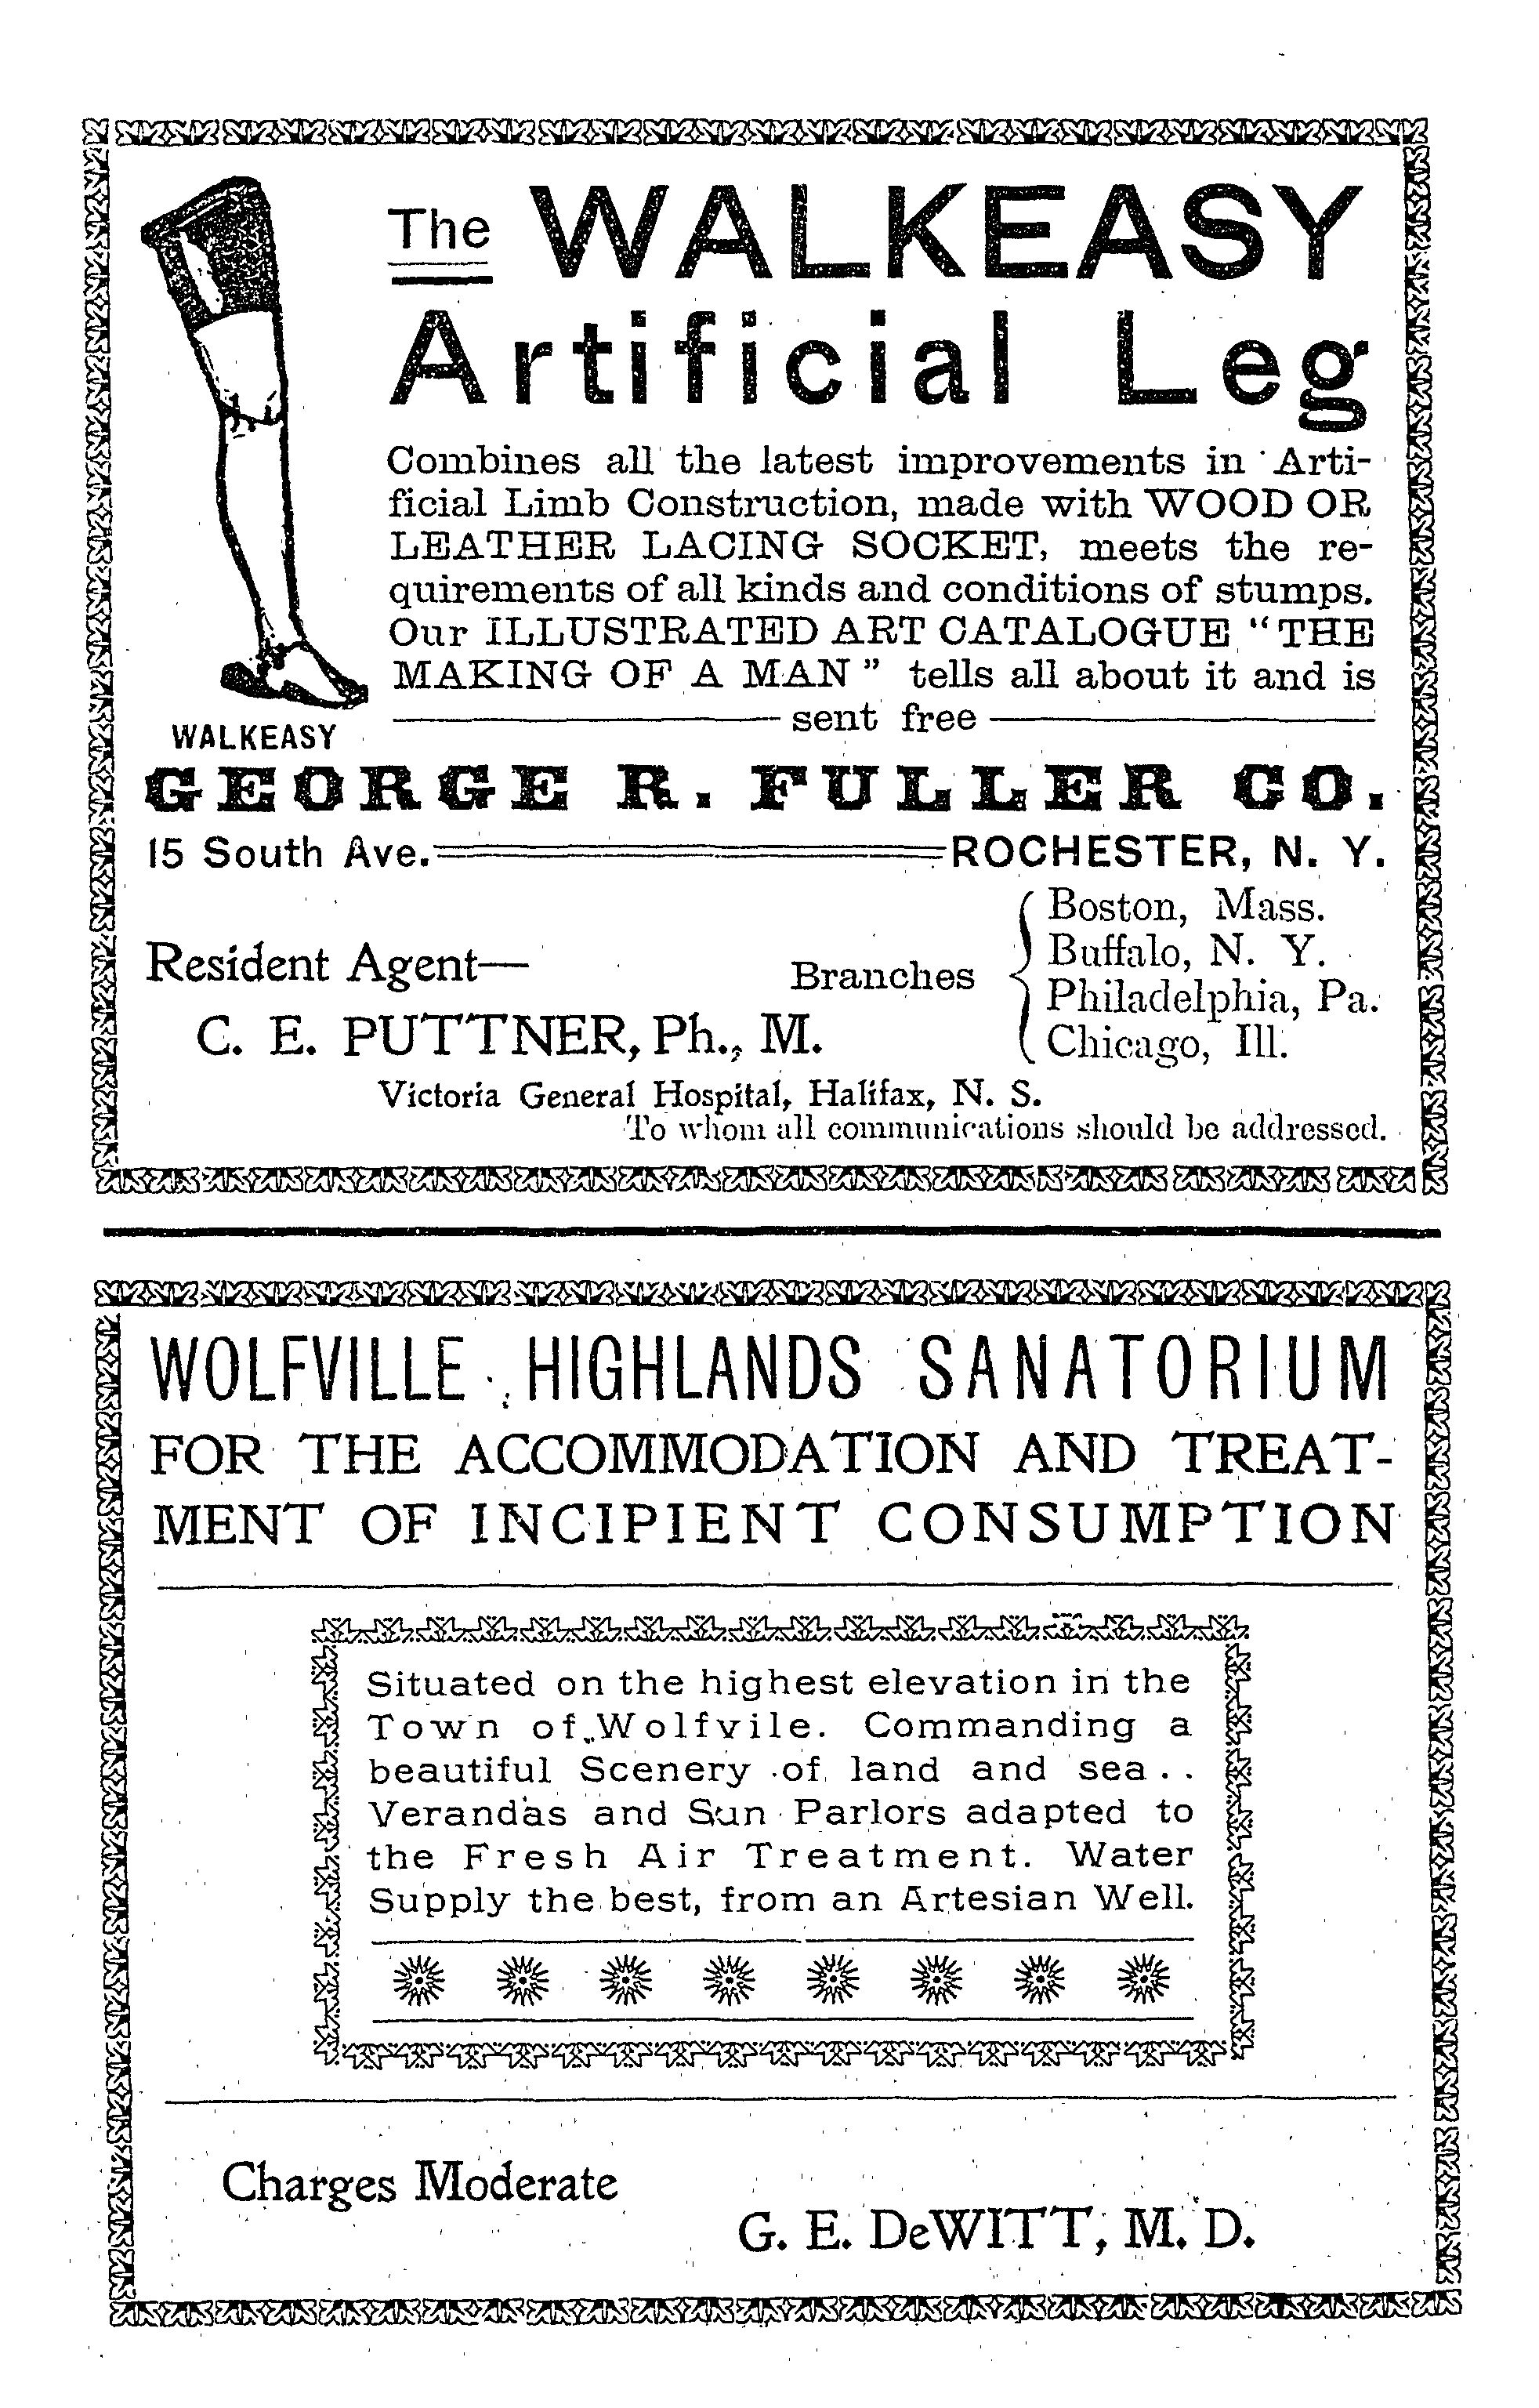 The WALKEASY
Artificial Leg
Combines all the latest improvements in Arti-
ficial Limb Construction, made with WOOD OR
LEATHER LACING SOCKET, meets the re-
quirements of all kinds and conditions of stumps.
Our ILLUSTRATED ART CATALOGUE "THE
MAKING OF A MAN" tells all about it and is
sent free
WALKEASY
GEORGE R. FULLER CO.
15 South Ave. ROCHESTER, N. Y.
Resident Agent—
C. E. PUTTNER, Ph., M.
Victoria General Hospital, Halifax, N. S.
Branches
Boston, Mass.
Buffalo, N. Y.
Philadelphia, Pa.
Chicago, Ill.
To whom all communications should be addressed.
WOLFVILLE HIGHLANDS SANATORIUM
FOR THE ACCOMMODATION AND TREAT-
MENT OF INCIPIENT CONSUMPTION
Situated on the highest elevation in the
Town of Wolfvile. Commanding a
beautiful Scenery of land and sea . .
Verandas and Sun Parlors adapted to
the Fresh Air Treatment. Water
Supply the best, from an Artesian Well.
Charges Moderate
G. E. DeWITT, M. D.